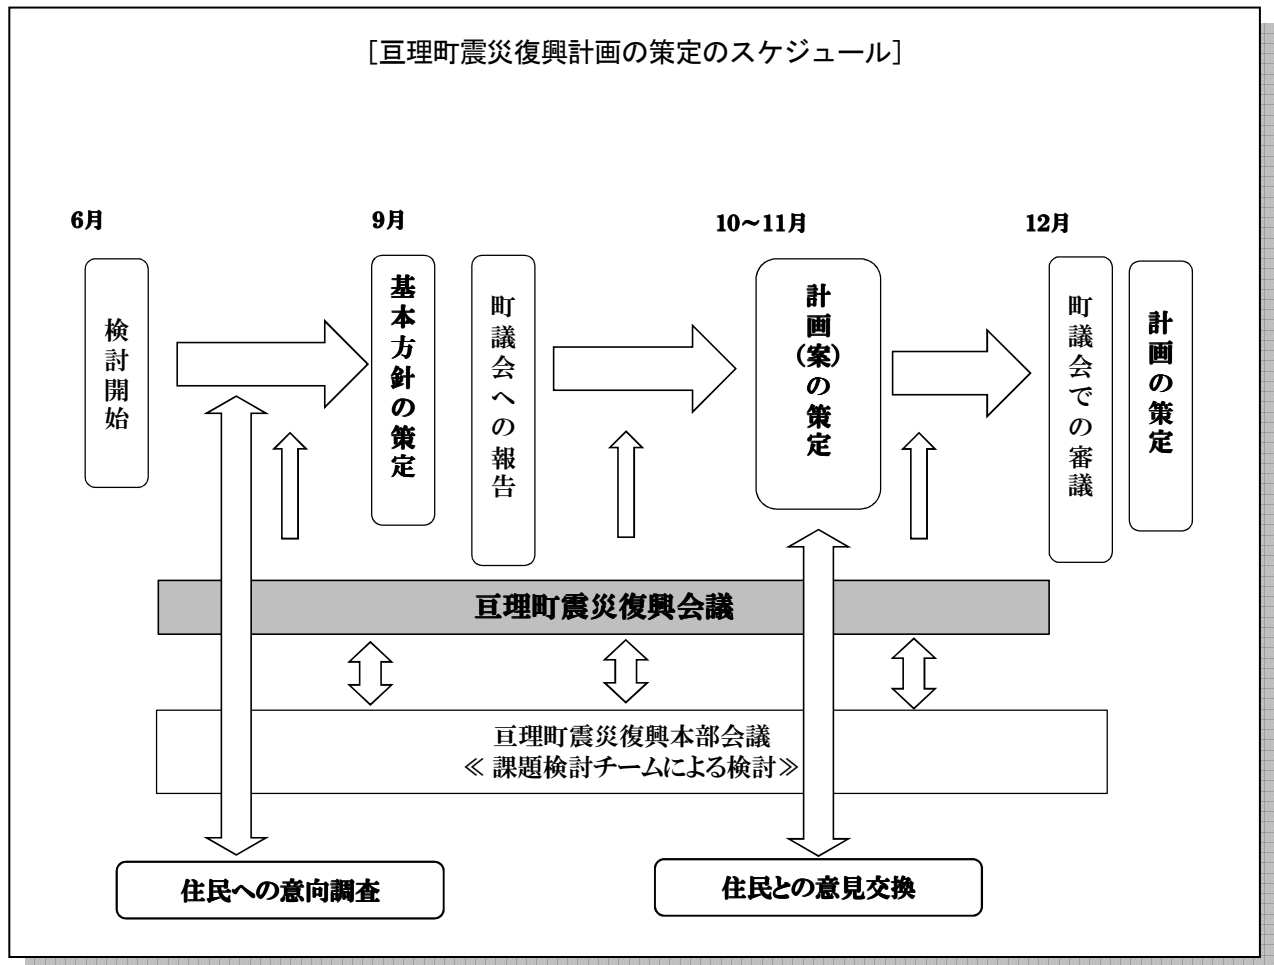 [亘理町震災復興計画の策定のスケジュール]
6月
9月
10～11月
12月
検討開始
基本方針の策定
町議会への報告
計画(案)の策定
町議会での審議
計画の策定
亘理町震災復興会議
亘理町震災復興本部会議
≪ 課題検討チームによる検討≫
住民への意向調査
住民との意見交換